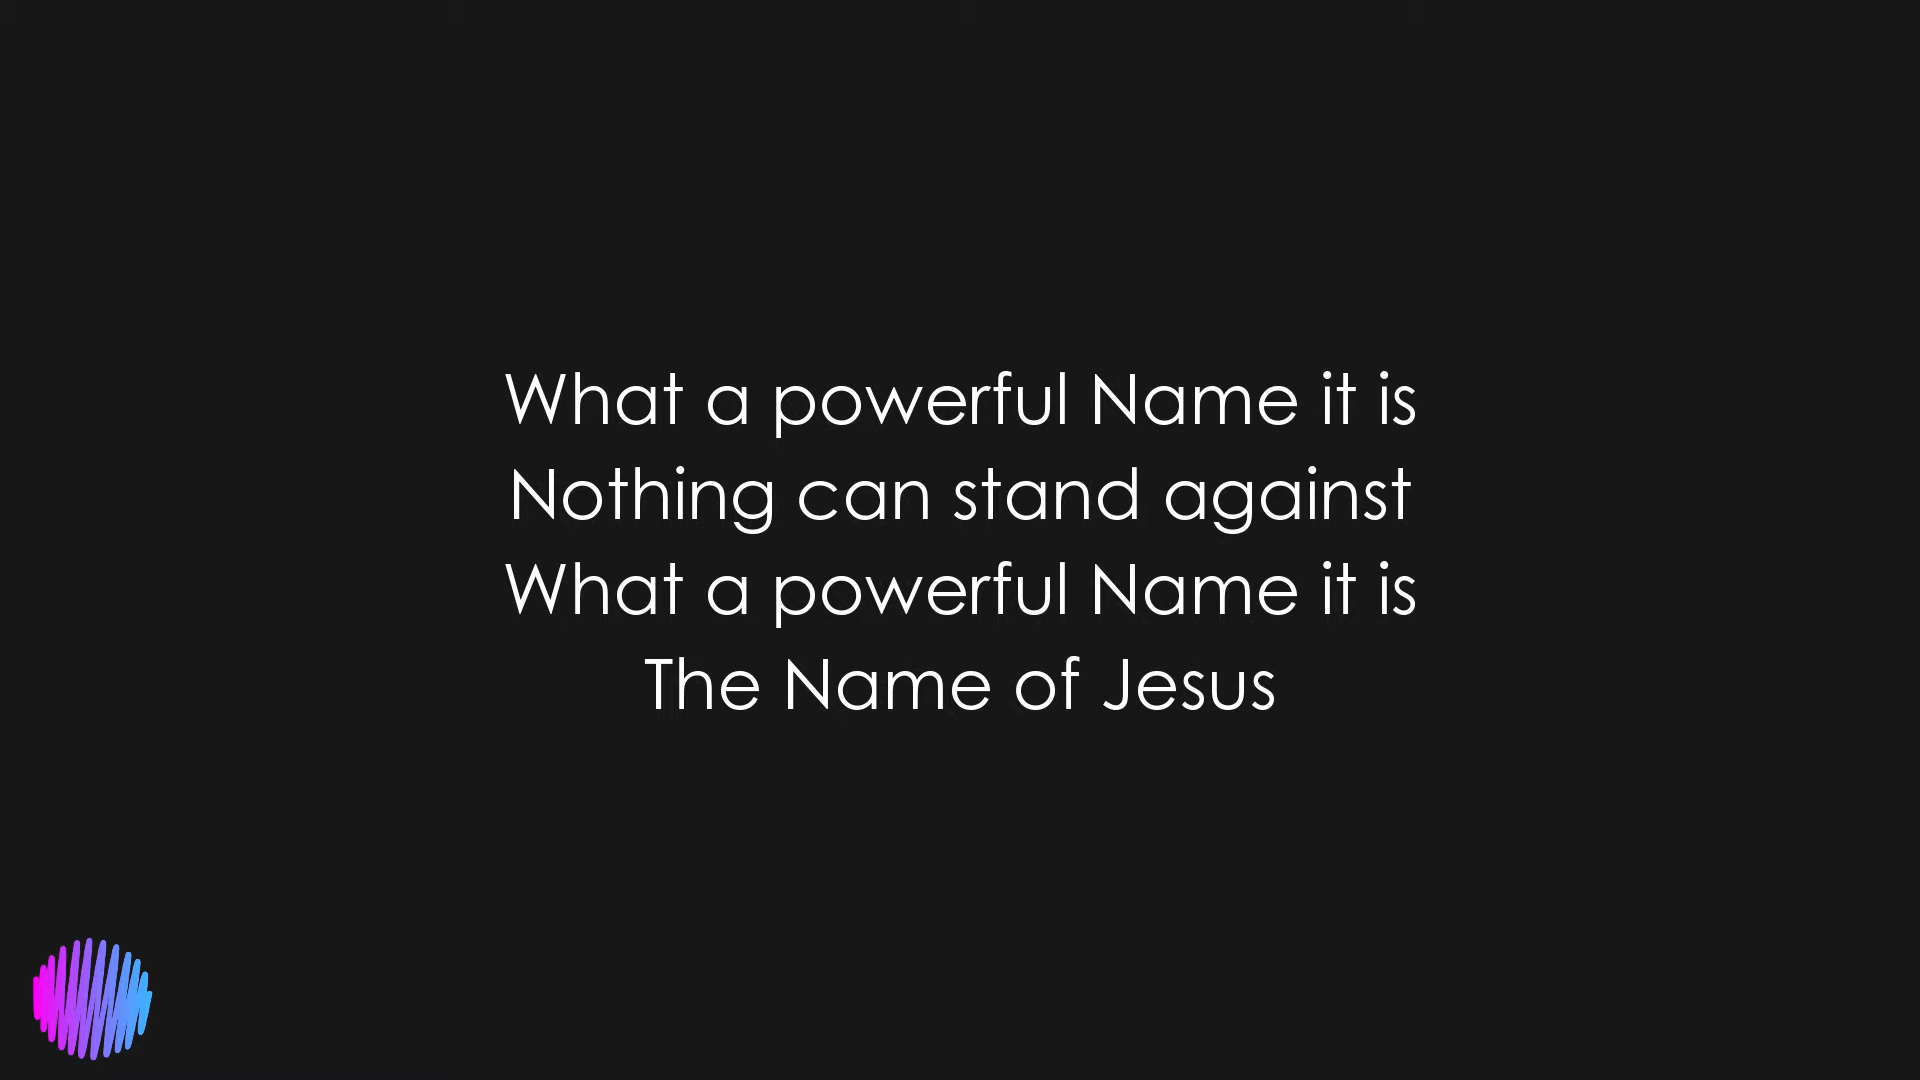 What a powerful Name it is
Nothing can stand against
What a powerful Name it is
The Name of Jesus